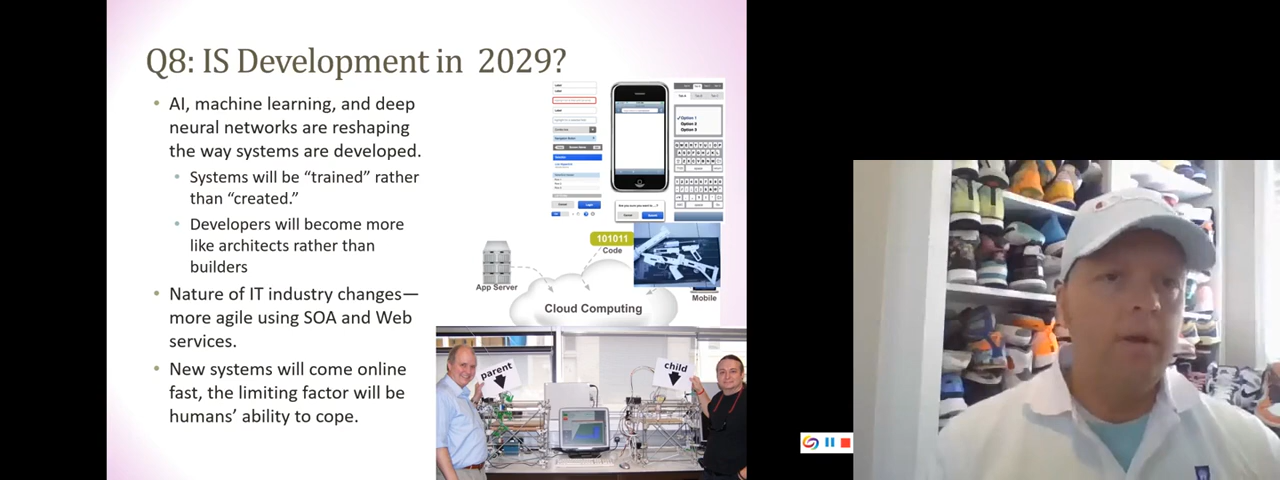 Q8: IS Development in 2029?
• AI, machine learning, and deep
neural networks are reshaping
the way systems are developed.
• Systems will be “trained” rather
than “created.”
• Developers will become more
like architects rather than
builders
• Nature of IT industry changes—
more agile using SOA and Web
services.
• New systems will come online
fast, the limiting factor will be
humans’ ability to cope.
Option 1
Option 2
Option 3
Cancel
Login
101011
Code
App Server
Mobile
Cloud Computing
parent
child